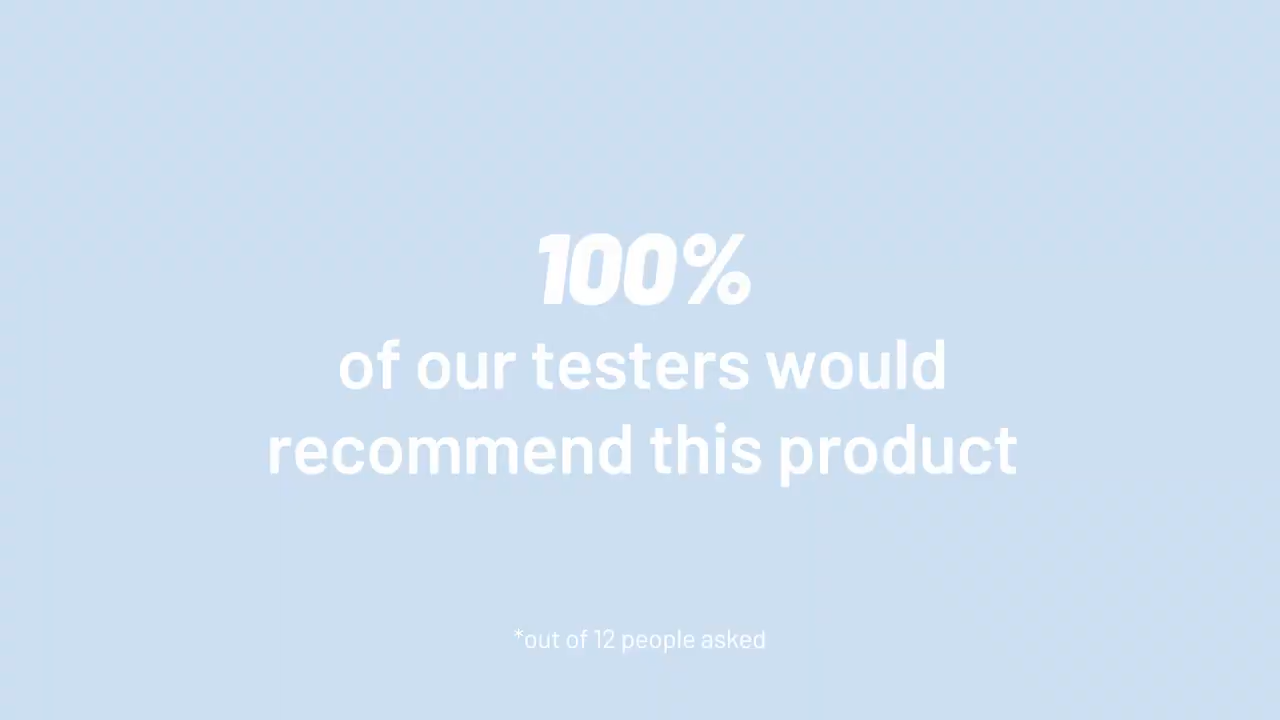 100%
of our testers would
recommend this product
*out of 12 people asked